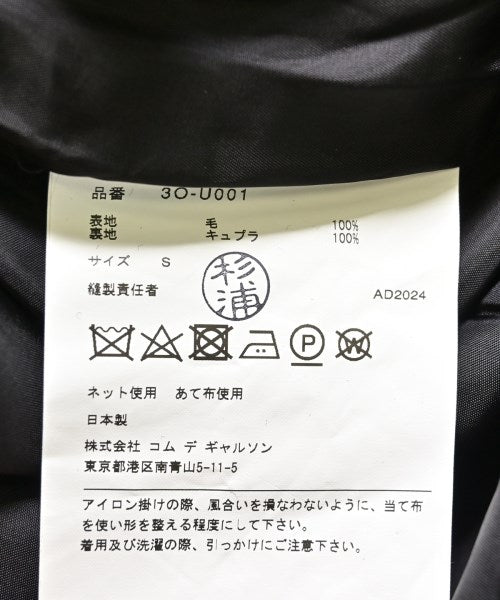 品番 3O-U001
表地 毛 100%
裏地 キュプラ 100%
サイズ S
杉浦
縫製責任者 AD2024
P W
ネット使用 あて布使用
日本製
株式会社 コム デ ギャルソン
東京都港区南青山5-11-5
アイロン掛けの際、風合いを損なわないように、当て布
を使い形を整える程度にして下さい。
着用及び洗濯の際、引っかけにご注意下さい。